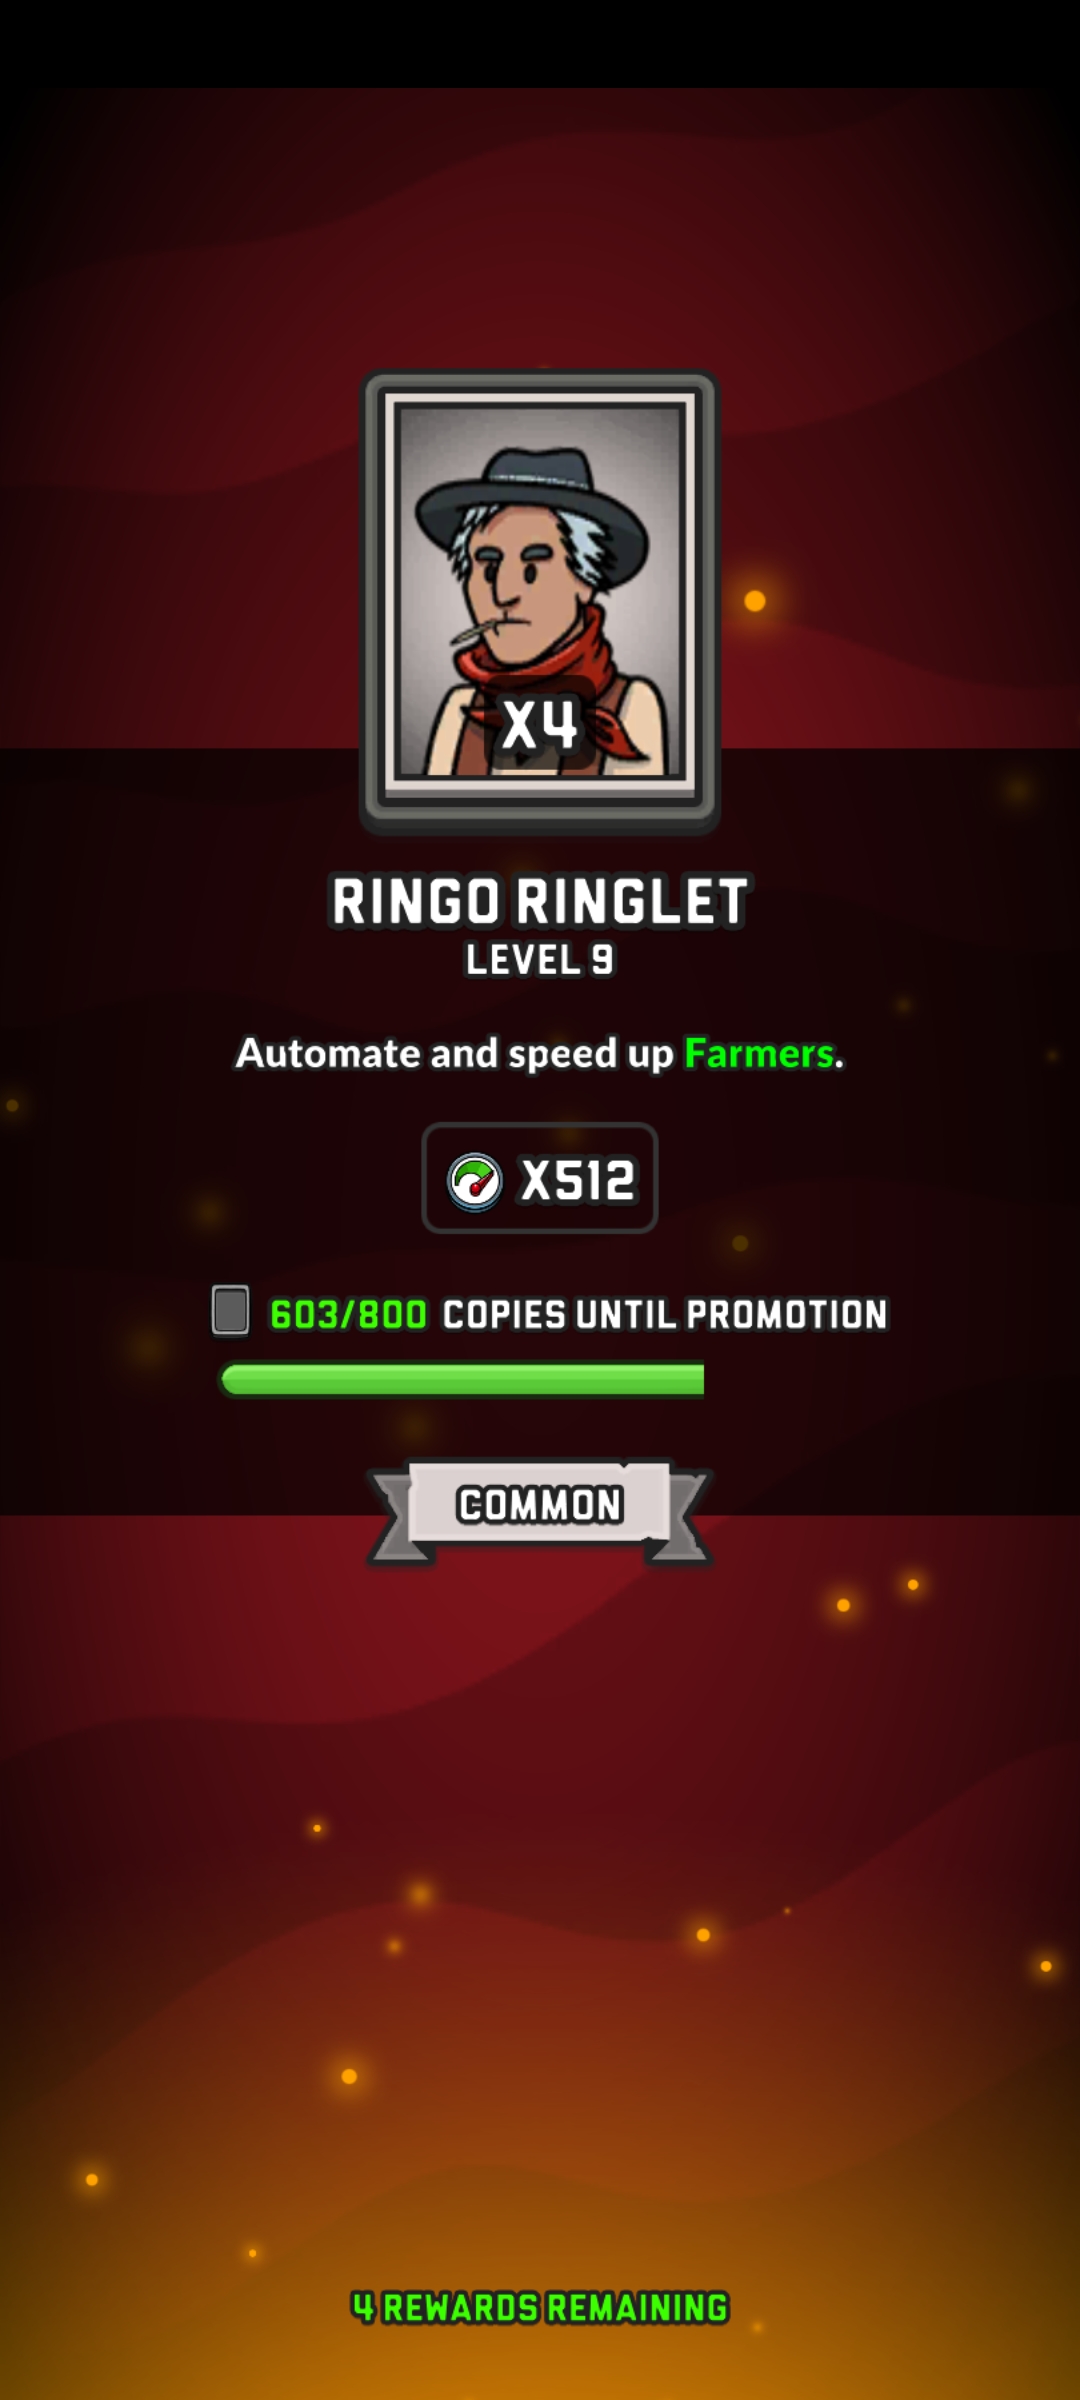 X4
RINGO RINGLET
LEVEL 9
Automate and speed up Farmers.
X512
603/800 COPIES UNTIL PROMOTION
COMMON
4 REWARDS REMAINING